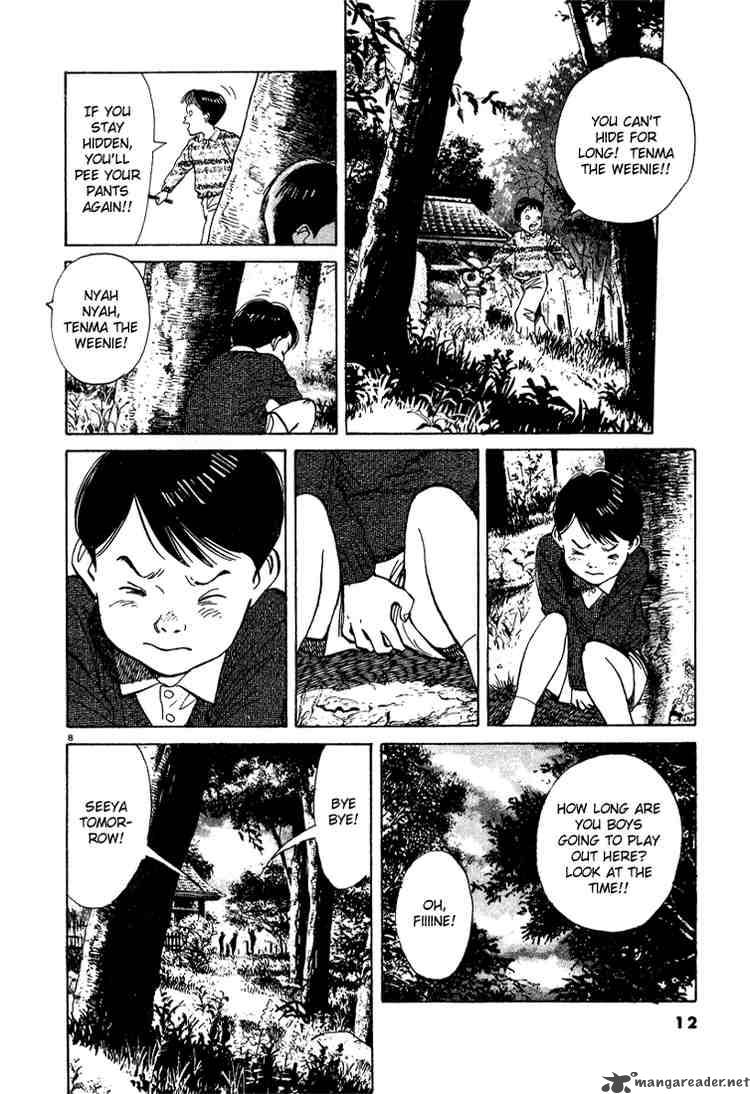 YOU CAN'T
HIDE FOR
LONG! TENMA
THE WEENIE!!
IF YOU
STAY
HIDDEN,
YOU'LL
PEE YOUR
PANTS
AGAIN!!
NYAH
NYAH,
TENMA THE
WEENIE!
8
HOW LONG ARE
YOU BOYS
GOING TO PLAY
OUT HERE?
LOOK AT THE
TIME!!
OH,
FIIIINE!
BYE
BYE!
SEEYA
TOMOR-
ROW!
12
mangareader.net